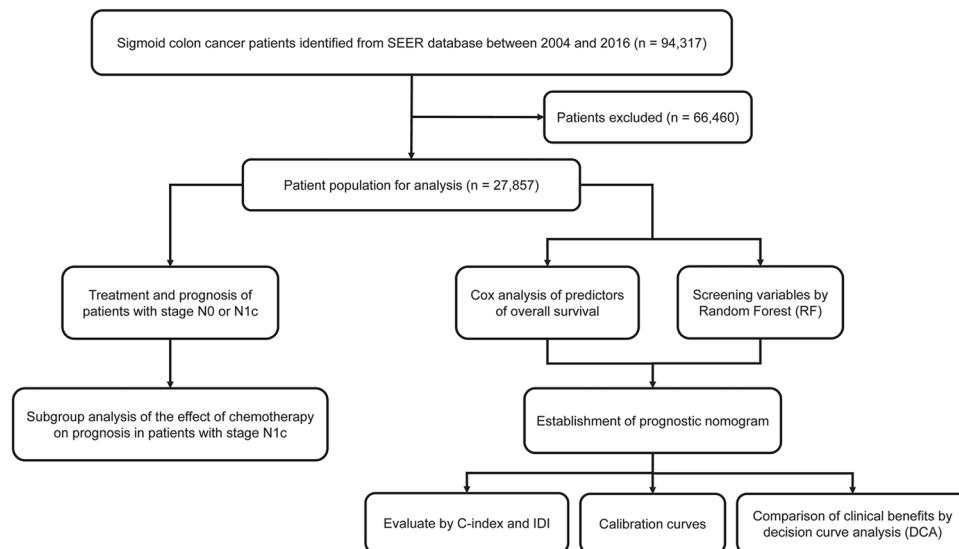 Sigmoid colon cancer patients identified from SEER database between 2004 and 2016 (n = 94,317)
Patients excluded (n = 66,460)
Patient population for analysis (n = 27,857)
Treatment and prognosis of
patients with stage N0 or N1c
Cox analysis of predictors
of overall survival
Screening variables by
Random Forest (RF)
Subgroup analysis of the effect of chemotherapy
on prognosis in patients with stage N1c
Establishment of prognostic nomogram
Evaluate by C-index and IDI
Calibration curves
Comparison of clinical benefits by
decision curve analysis (DCA)